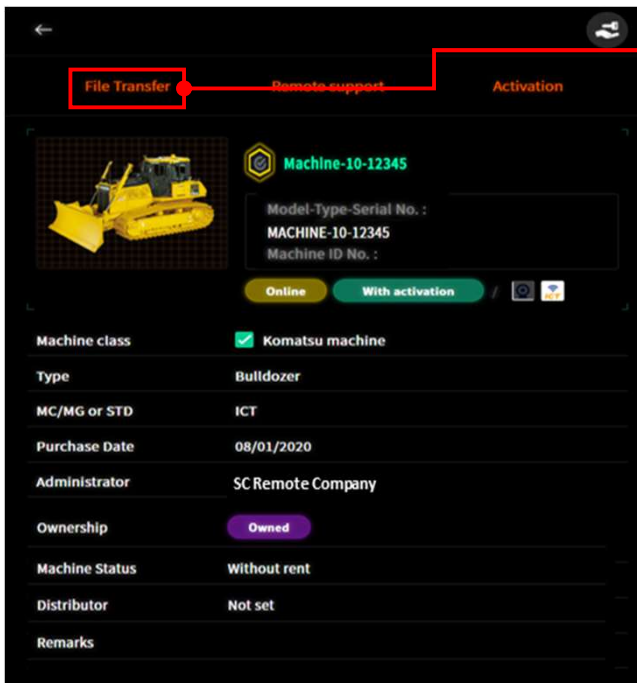 File Transfer Remote support Activation
Machine-10-12345
Model-Type-Serial No. :
MACHINE-10-12345
Machine ID No. :
Online With activation / ICT
Machine class Komatsu machine
Type Bulldozer
MC/MG or STD ICT
Purchase Date 08/01/2020
Administrator SC Remote Company
Ownership Owned
Machine Status Without rent
Distributor Not set
Remarks